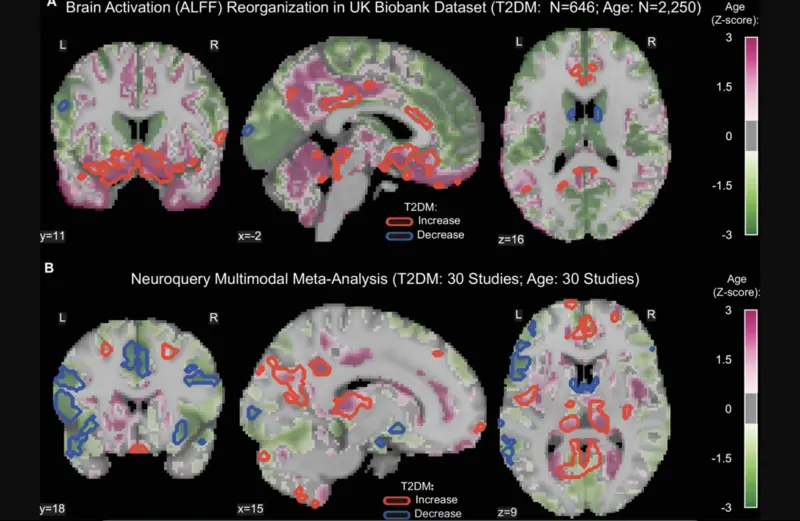 A Brain Activation (ALFF) Reorganization in UK Biobank Dataset (T2DM: N=646; Age: N=2,250)
Age
(Z-score):
L
R
L
R
3
1.5
0
-1.5
-3
T2DM:
Increase
Decrease
y=11
x=-2
z=16
B
Neuroquery Multimodal Meta-Analysis (T2DM: 30 Studies; Age: 30 Studies)
Age
(Z-score):
L
R
L
R
3
1.5
0
-1.5
-3
T2DM:
Increase
Decrease
y=18
x=15
z=9